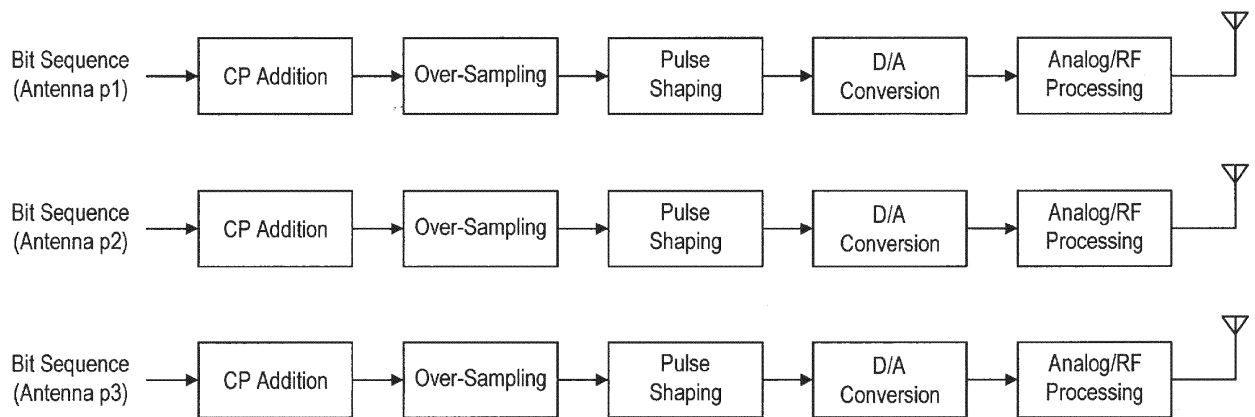 Bit Sequence
(Antenna p1)
CP Addition
Over-Sampling
Pulse
Shaping
D/A
Conversion
Analog/RF
Processing
Bit Sequence
(Antenna p2)
CP Addition
Over-Sampling
Pulse
Shaping
D/A
Conversion
Analog/RF
Processing
Bit Sequence
(Antenna p3)
CP Addition
Over-Sampling
Pulse
Shaping
D/A
Conversion
Analog/RF
Processing